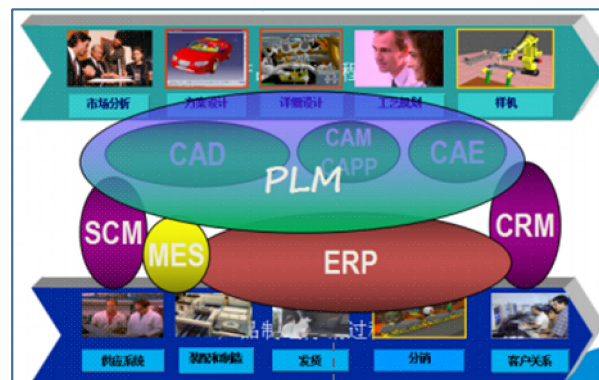 市场分析
方案设计
详细设计
工艺规划
样机
CAD
CAM
CAPP
CAE
PLM
SCM
MES
ERP
CRM
供应系统
装配和制造
发货
分销
客户关系